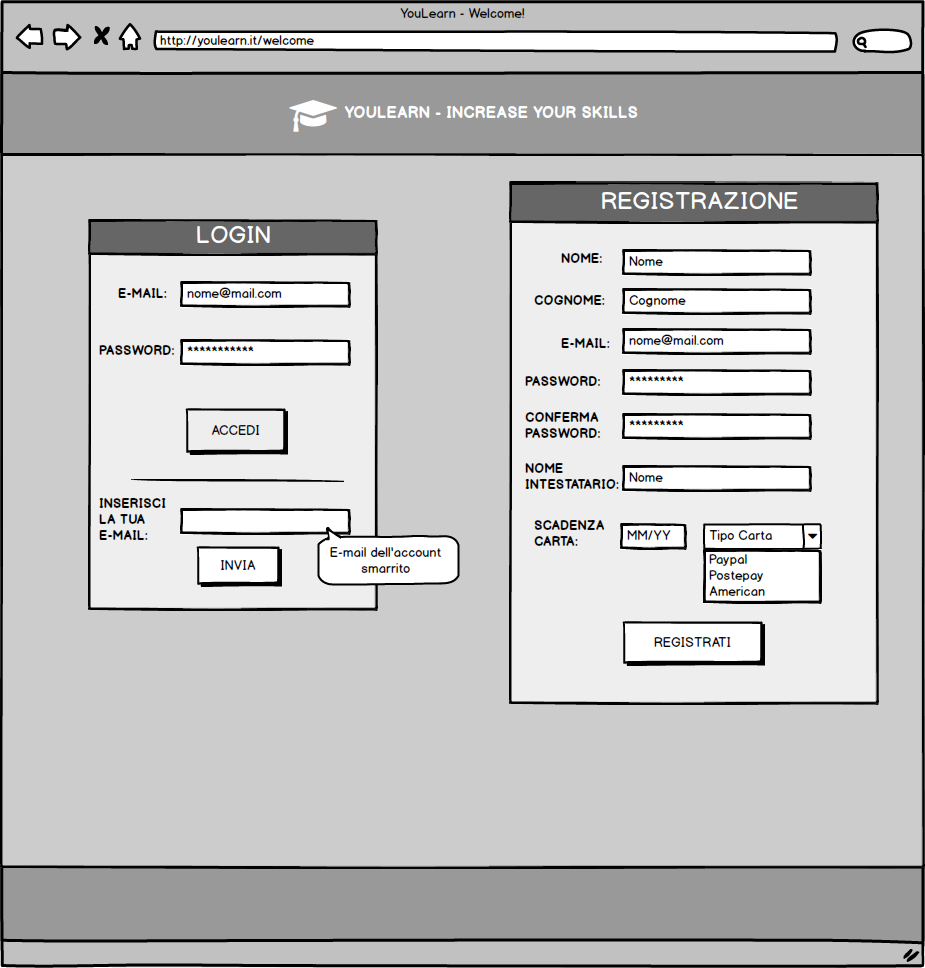 YouLearn - Welcome!
http://youlearn.it/welcome
YOULEARN - INCREASE YOUR SKILLS
LOGIN
E-MAIL: nome@mail.com
PASSWORD: ***********
ACCEDI
INSERISCI
LA TUA
E-MAIL:
E-mail dell'account
smarrito
INVIA
REGISTRAZIONE
NOME: Nome
COGNOME: Cognome
E-MAIL: nome@mail.com
PASSWORD: *********
CONFERMA
PASSWORD: *********
NOME
INTESTATARIO: Nome
SCADENZA
CARTA: MM/YY Tipo Carta
Paypal
Postepay
American
REGISTRATI